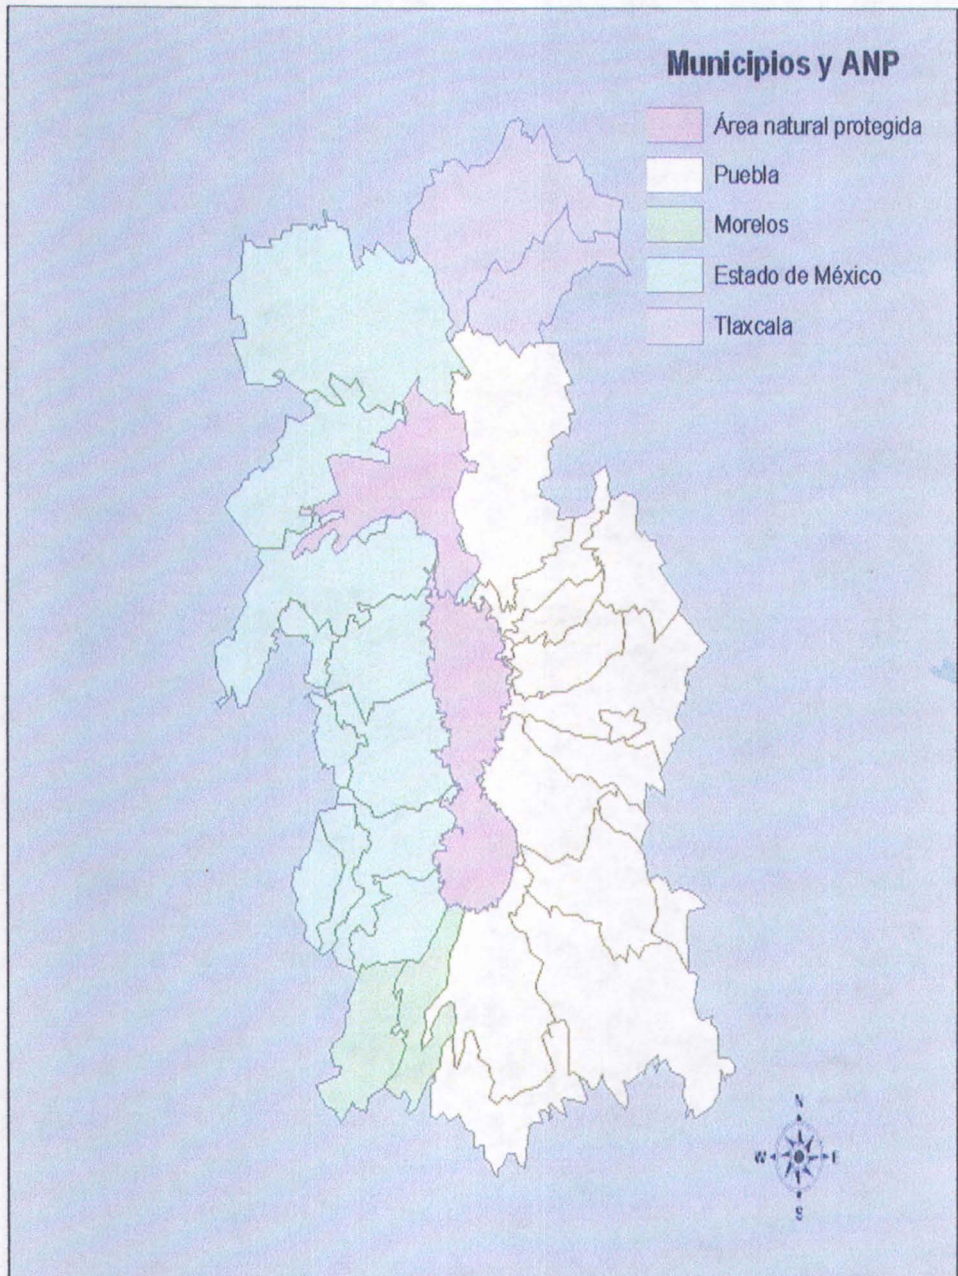 Municipios y ANP
Área natural protegida
Puebla
Morelos
Estado de México
Tlaxcala
N
W
E
S